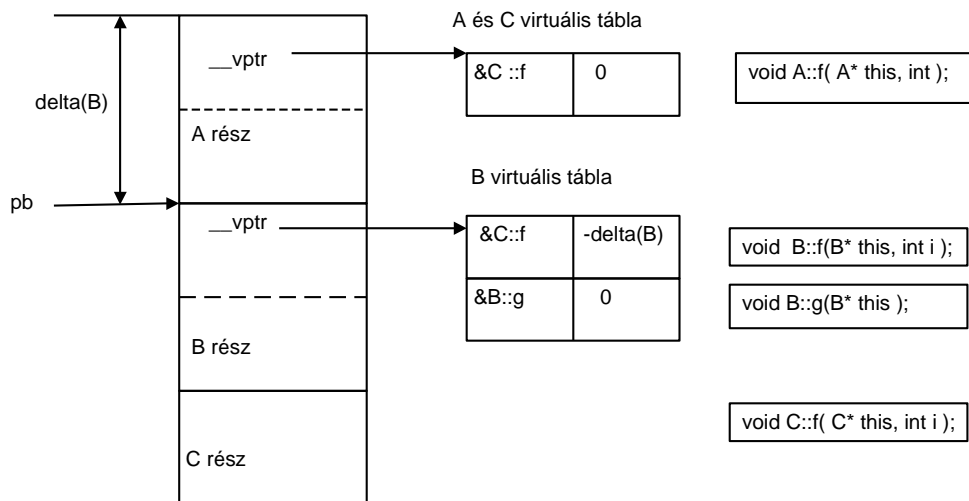 A és C virtuális tábla
__vptr
&C ::f 0
void A::f( A* this, int );
delta(B)
A rész
B virtuális tábla
pb
__vptr
&C::f -delta(B)
void B::f(B* this, int i );
&B::g 0
void B::g(B* this );
B rész
void C::f( C* this, int i );
C rész